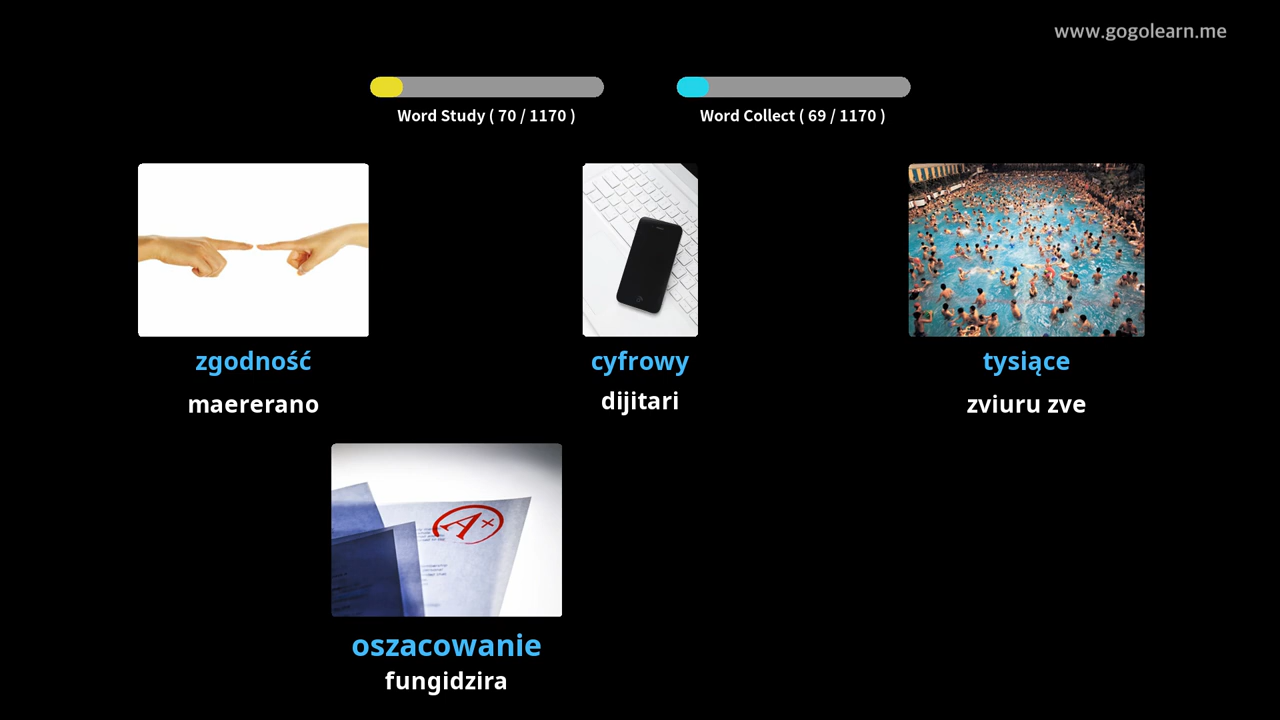 www.gogolearn.me
Word Study ( 70 / 1170 )
Word Collect ( 69 / 1170 )
zgodność
cyfrowy
tysiące
maererano
dijitari
zviuru zve
A+
oszacowanie
fungidzira